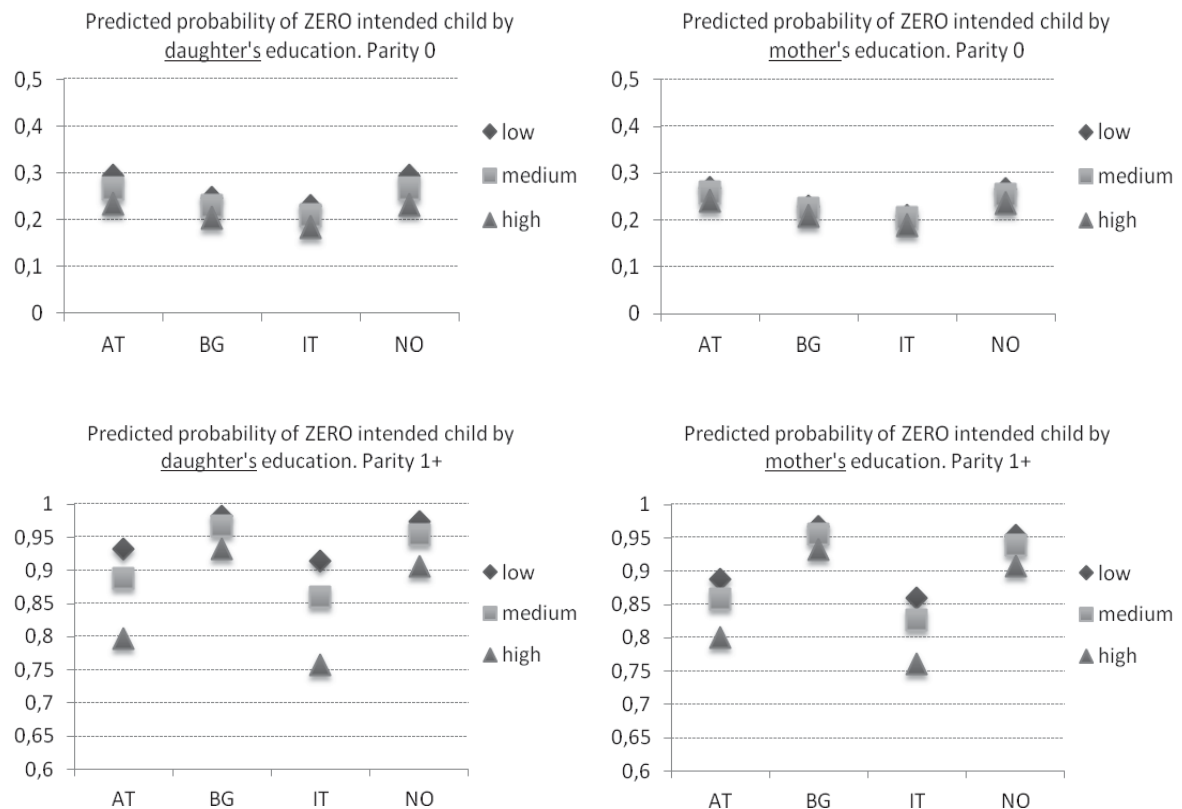 Predicted probability of ZERO intended child by
daughter's education. Parity 0
0,5
0,4
0,3
0,2
0,1
0
AT BG IT NO
low
medium
high
Predicted probability of ZERO intended child by
mother's education. Parity 0
0,5
0,4
0,3
0,2
0,1
0
AT BG IT NO
low
medium
high
Predicted probability of ZERO intended child by
daughter's education. Parity 1+
1
0,95
0,9
0,85
0,8
0,75
0,7
0,65
0,6
AT BG IT NO
low
medium
high
Predicted probability of ZERO intended child by
mother's education. Parity 1+
1
0,95
0,9
0,85
0,8
0,75
0,7
0,65
0,6
AT BG IT NO
low
medium
high